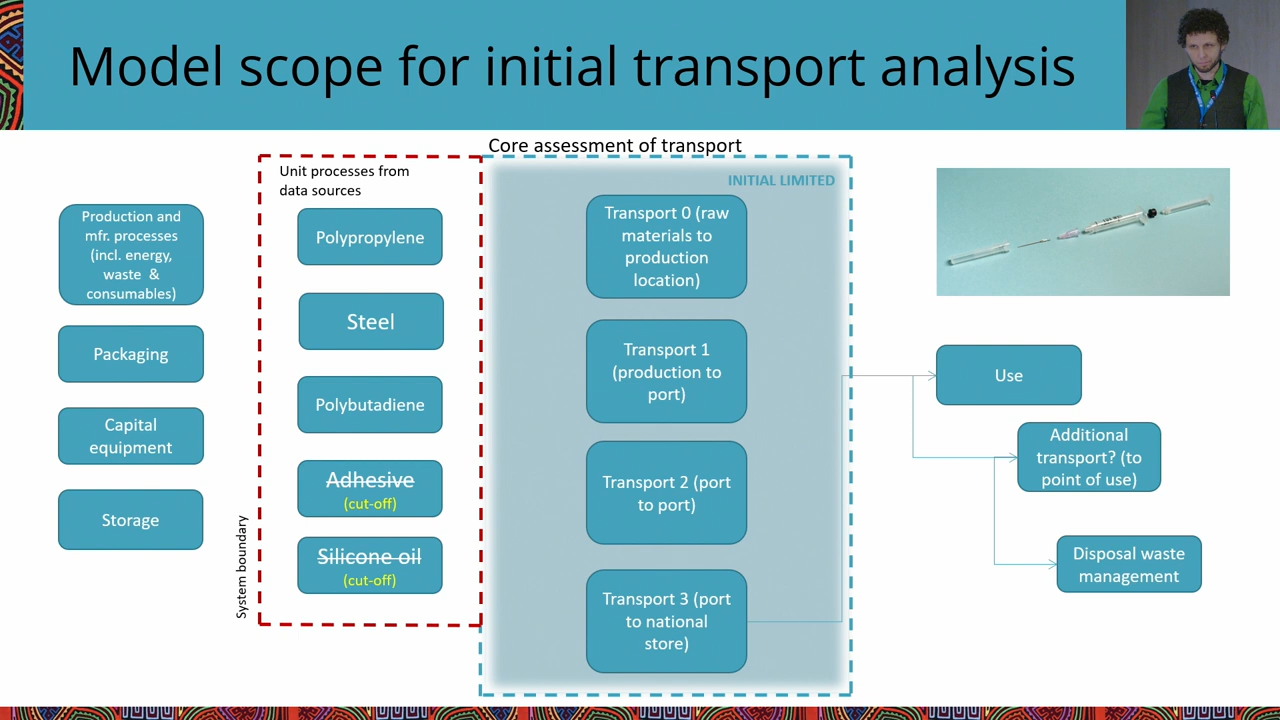 Model scope for initial transport analysis
Core assessment of transport
Unit processes from
data sources
INITIAL LIMITED
Production and
mfr. processes
(incl. energy,
waste &
consumables)
Packaging
Capital
equipment
Storage
System boundary
Polypropylene
Steel
Polybutadiene
Adhesive
(cut-off)
Silicone oil
(cut-off)
Transport 0 (raw
materials to
production
location)
Transport 1
(production to
port)
Transport 2 (port
to port)
Transport 3 (port
to national
store)
Use
Additional
transport? (to
point of use)
Disposal waste
management